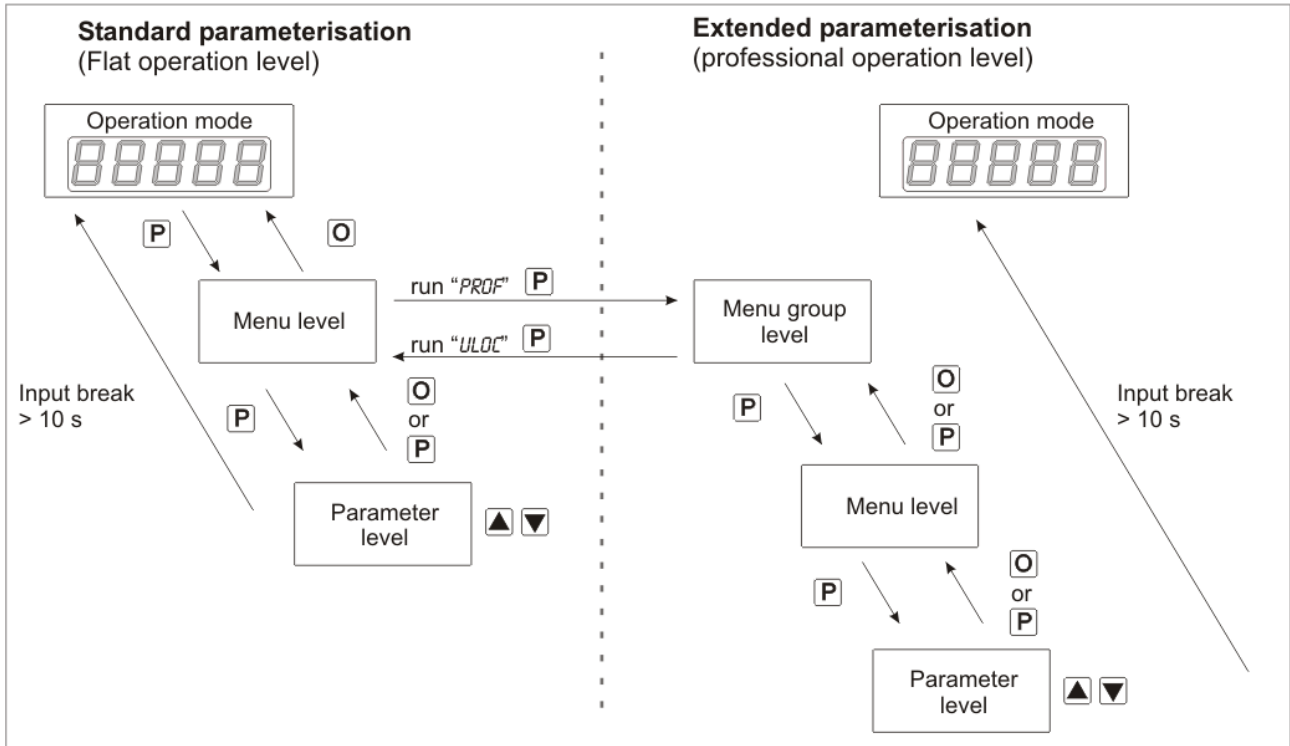 Standard parameterisation
(Flat operation level)
Extended parameterisation
(professional operation level)
Operation mode
88888
Operation mode
88888
P
O
run “PROF” P
Menu level
Menu group
level
run “ULOC” P
Input break
> 10 s
P
O
or
P
P
O
or
P
Input break
> 10 s
Parameter
level
Menu level
P
O
or
P
Parameter
level